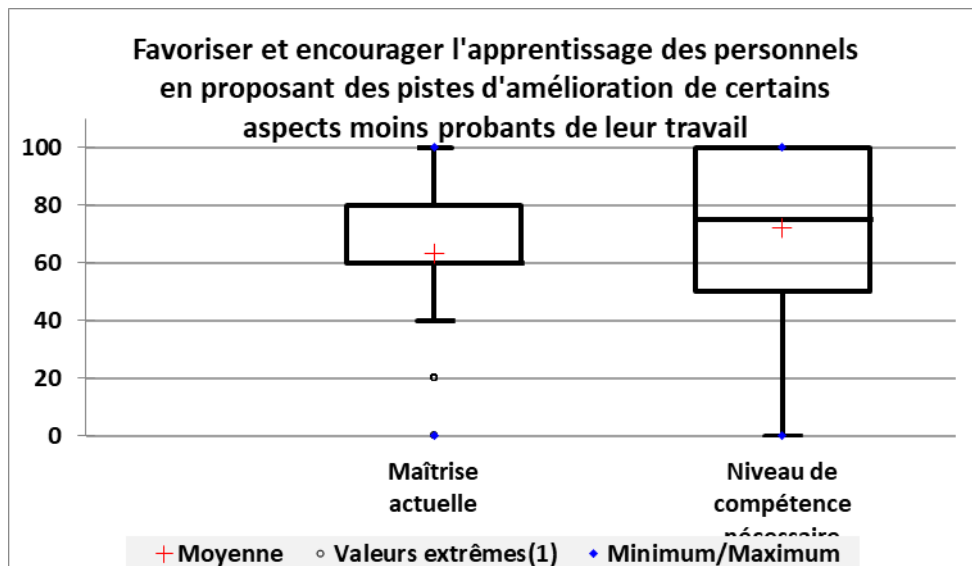 Favoriser et encourager l'apprentissage des personnels
en proposant des pistes d'amélioration de certains
aspects moins probants de leur travail
100
80
60
40
20
0
Maîtrise
actuelle
Niveau de
compétence
nécessaire
Moyenne
Valeurs extrêmes(1)
Minimum/Maximum